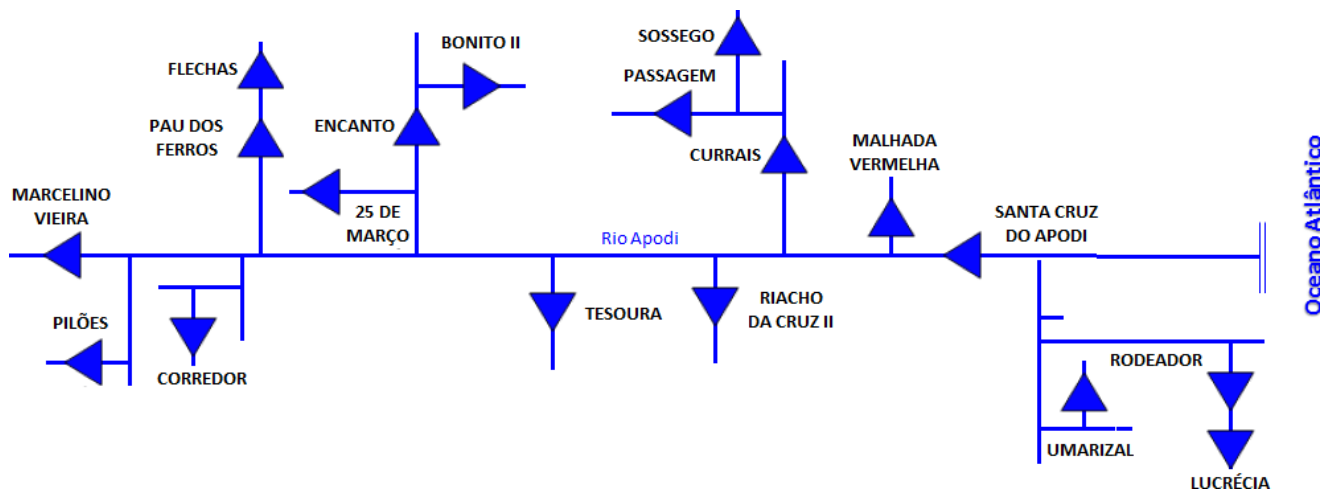 BONITO II
SOSSEGO
FLECHAS
PASSAGEM
PAU DOS
FERROS
ENCANTO
MALHADA
VERMELHA
CURRAIS
MARCELINO
VIEIRA
25 DE
MARÇO
SANTA CRUZ
DO APODI
Rio Apodi
Oceano Atlântico
PILÕES
TESOURA
RIACHO
DA CRUZ II
CORREDOR
RODEADOR
UMARIZAL
LUCRÉCIA